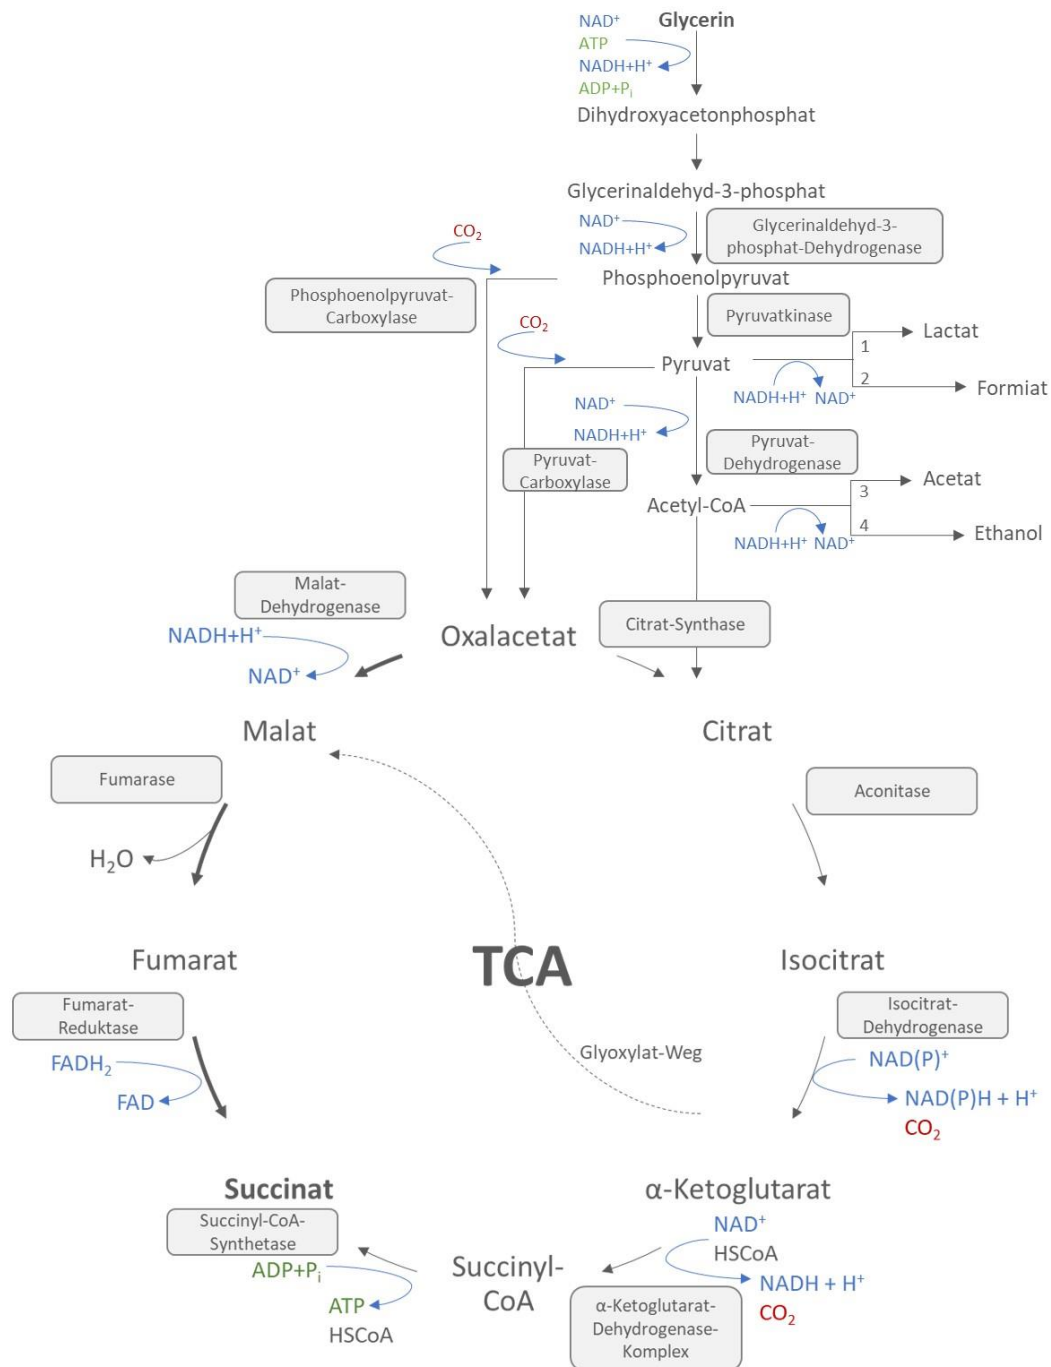 NAD⁺
Glycerin
ATP
NADH+H⁺
ADP+Pᵢ
Dihydroxyacetonphosphat
Glycerinaldehyd-3-phosphat
NAD⁺
NADH+H⁺
Glycerinaldehyd-3-
phosphat-Dehydrogenase
CO₂
Phosphoenolpyruvat
Phosphoenolpyruvat-
Carboxylase
Pyruvatkinase
CO₂
Pyruvat
1
Lactat
2
Formiat
NADH+H⁺ NAD⁺
NAD⁺
NADH+H⁺
Pyruvat-
Dehydrogenase
Pyruvat-
Carboxylase
Acetyl-CoA
3
Acetat
4
Ethanol
NADH+H⁺ NAD⁺
Malat-
Dehydrogenase
NADH+H⁺
NAD⁺
Oxalacetat
Citrat-Synthase
Malat
Citrat
Fumarase
Aconitase
H₂O
Fumarat
TCA
Isocitrat
Fumarat-
Reduktase
FADH₂
FAD
Glyoxylat-Weg
Isocitrat-
Dehydrogenase
NAD(P)⁺
NAD(P)H + H⁺
CO₂
Succinat
α-Ketoglutarat
Succinyl-CoA-
Synthetase
ADP+Pᵢ
ATP
HSCoA
Succinyl-
CoA
NAD⁺
HSCoA
NADH + H⁺
CO₂
α-Ketoglutarat-
Dehydrogenase-
Komplex